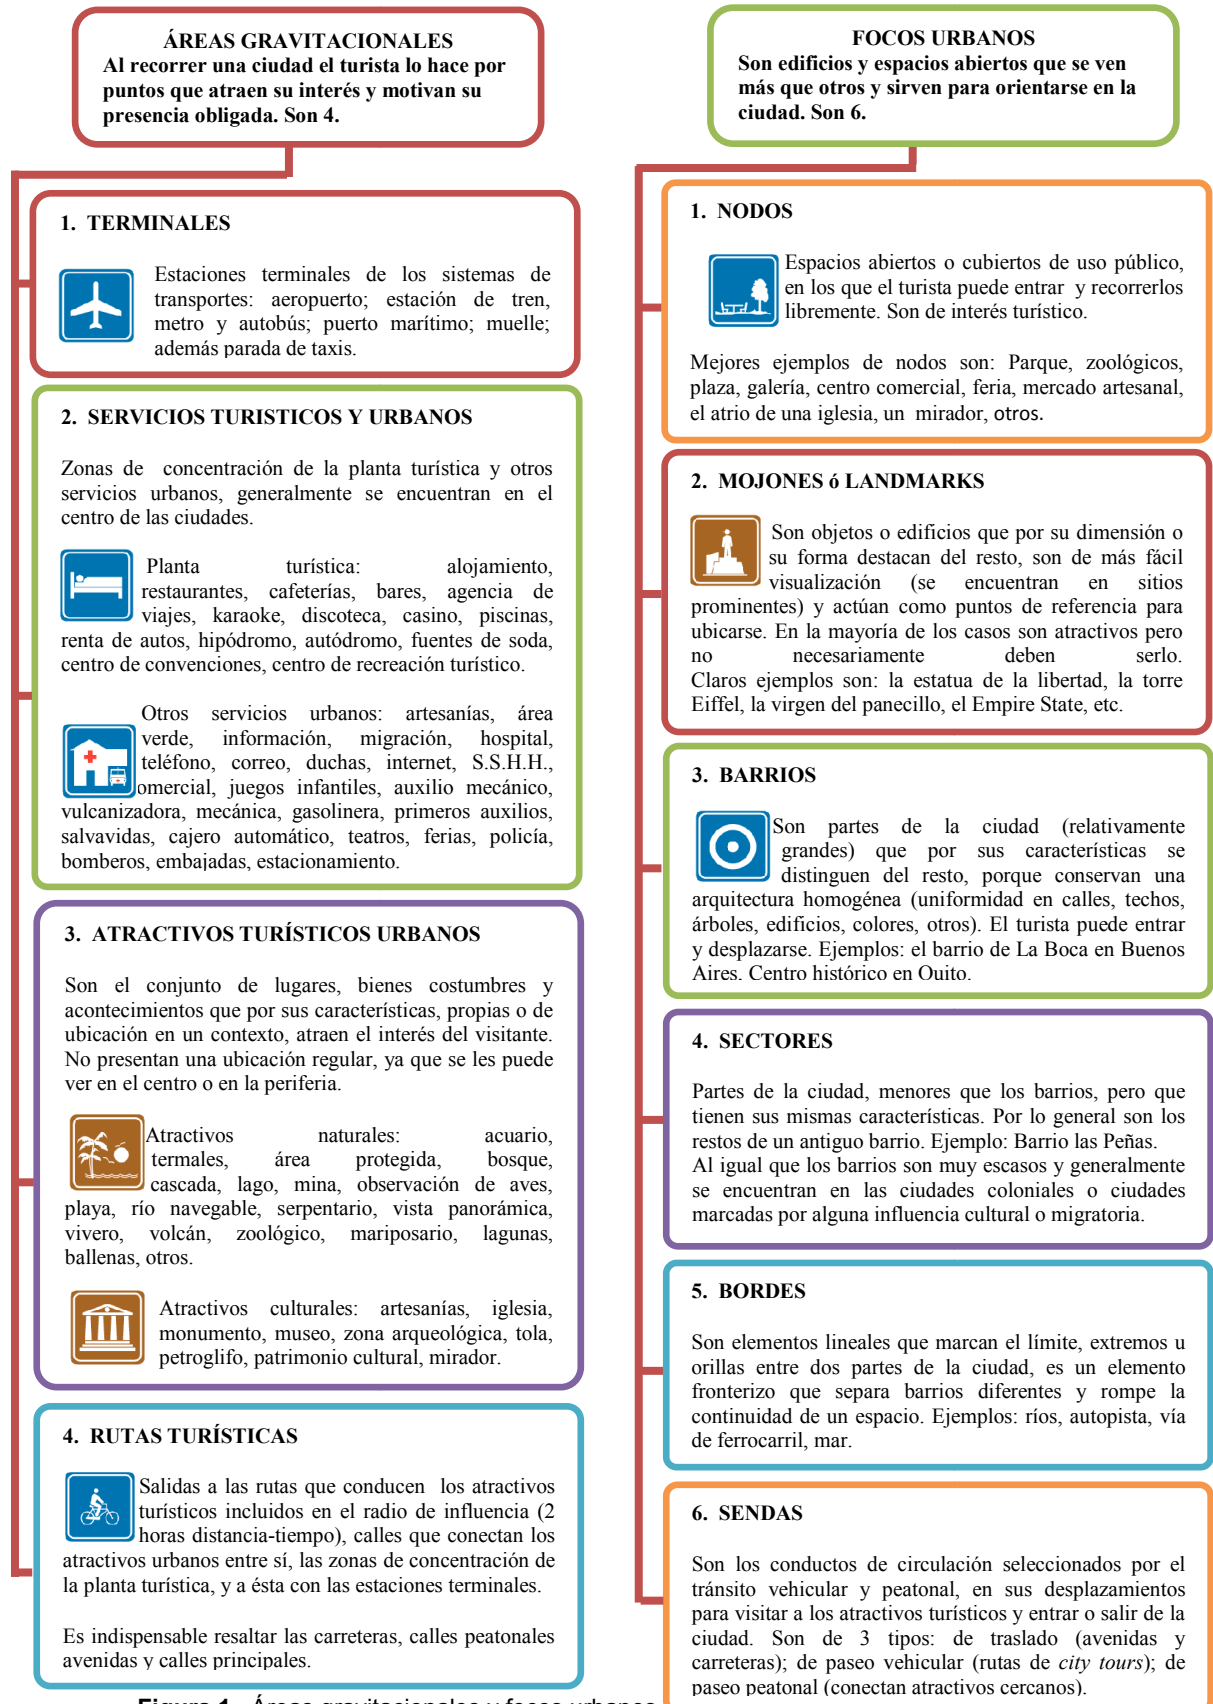 ÁREAS GRAVITACIONALES
Al recorrer una ciudad el turista lo hace por
puntos que atraen su interés y motivan su
presencia obligada. Son 4.
1. TERMINALES
Estaciones terminales de los sistemas de
transportes: aeropuerto; estación de tren,
metro y autobús; puerto marítimo; muelle;
además parada de taxis.
2. SERVICIOS TURISTICOS Y URBANOS
Zonas de concentración de la planta turística y otros
servicios urbanos, generalmente se encuentran en el
centro de las ciudades.
Planta turística: alojamiento,
restaurantes, cafeterías, bares, agencia de
viajes, karaoke, discoteca, casino, piscinas,
renta de autos, hipódromo, autódromo, fuentes de soda,
centro de convenciones, centro de recreación turístico.
Otros servicios urbanos: artesanías, área
verde, información, migración, hospital,
teléfono, correo, duchas, internet, S.S.H.H.,
omercial, juegos infantiles, auxilio mecánico,
vulcanizadora, mecánica, gasolinera, primeros auxilios,
salvavidas, cajero automático, teatros, ferias, policía,
bomberos, embajadas, estacionamiento.
3. ATRACTIVOS TURÍSTICOS URBANOS
Son el conjunto de lugares, bienes costumbres y
acontecimientos que por sus características, propias o de
ubicación en un contexto, atraen el interés del visitante.
No presentan una ubicación regular, ya que se les puede
ver en el centro o en la periferia.
Atractivos naturales: acuario,
termales, área protegida, bosque,
cascada, lago, mina, observación de aves,
playa, río navegable, serpentario, vista panorámica,
vivero, volcán, zoológico, mariposario, lagunas,
ballenas, otros.
Atractivos culturales: artesanías, iglesia,
monumento, museo, zona arqueológica, tola,
petroglifo, patrimonio cultural, mirador.
4. RUTAS TURÍSTICAS
Salidas a las rutas que conducen los atractivos
turísticos incluidos en el radio de influencia (2
horas distancia-tiempo), calles que conectan los
atractivos urbanos entre sí, las zonas de concentración de
la planta turística, y a ésta con las estaciones terminales.
Es indispensable resaltar las carreteras, calles peatonales
avenidas y calles principales.
FOCOS URBANOS
Son edificios y espacios abiertos que se ven
más que otros y sirven para orientarse en la
ciudad. Son 6.
1. NODOS
Espacios abiertos o cubiertos de uso público,
en los que el turista puede entrar y recorrerlos
libremente. Son de interés turístico.
Mejores ejemplos de nodos son: Parque, zoológicos,
plaza, galería, centro comercial, feria, mercado artesanal,
el atrio de una iglesia, un mirador, otros.
2. MOJONES ó LANDMARKS
Son objetos o edificios que por su dimensión o
su forma destacan del resto, son de más fácil
visualización (se encuentran en sitios
prominentes) y actúan como puntos de referencia para
ubicarse. En la mayoría de los casos son atractivos pero
no necesariamente deben serlo.
Claros ejemplos son: la estatua de la libertad, la torre
Eiffel, la virgen del panecillo, el Empire State, etc.
3. BARRIOS
Son partes de la ciudad (relativamente
grandes) que por sus características se
distinguen del resto, porque conservan una
arquitectura homogénea (uniformidad en calles, techos,
árboles, edificios, colores, otros). El turista puede entrar
y desplazarse. Ejemplos: el barrio de La Boca en Buenos
Aires. Centro histórico en Quito.
4. SECTORES
Partes de la ciudad, menores que los barrios, pero que
tienen sus mismas características. Por lo general son los
restos de un antiguo barrio. Ejemplo: Barrio las Peñas.
Al igual que los barrios son muy escasos y generalmente
se encuentran en las ciudades coloniales o ciudades
marcadas por alguna influencia cultural o migratoria.
5. BORDES
Son elementos lineales que marcan el límite, extremos u
orillas entre dos partes de la ciudad, es un elemento
fronterizo que separa barrios diferentes y rompe la
continuidad de un espacio. Ejemplos: ríos, autopista, vía
de ferrocarril, mar.
6. SENDAS
Son los conductos de circulación seleccionados por el
tránsito vehicular y peatonal, en sus desplazamientos
para visitar a los atractivos turísticos y entrar o salir de la
ciudad. Son de 3 tipos: de traslado (avenidas y
carreteras); de paseo vehicular (rutas de city tours); de
paseo peatonal (conectan atractivos cercanos).
Figura 1. Áreas gravitacionales y focos urbanos